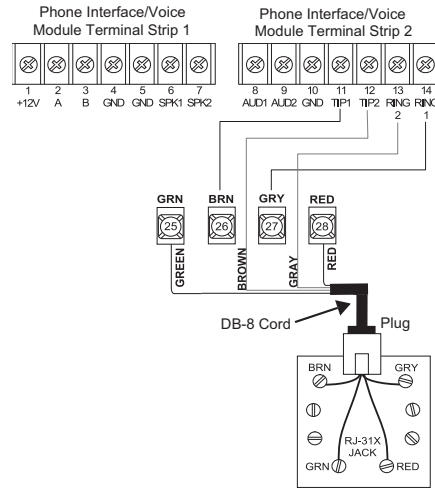 Phone Interface/Voice
Module Terminal Strip 1
Phone Interface/Voice
Module Terminal Strip 2
1 2 3 4 5 6 7
+12V A B GND GND SPK1 SPK2
8 9 10 11 12 13 14
AUD1 AUD2 GND TIP1 TIP2 RING RING
2 1
GRN BRN GRY RED
25 26 27 28
GREEN
BROWN
GRAY
RED
DB-8 Cord
Plug
BRN GRY
RJ-31X
JACK
GRN RED